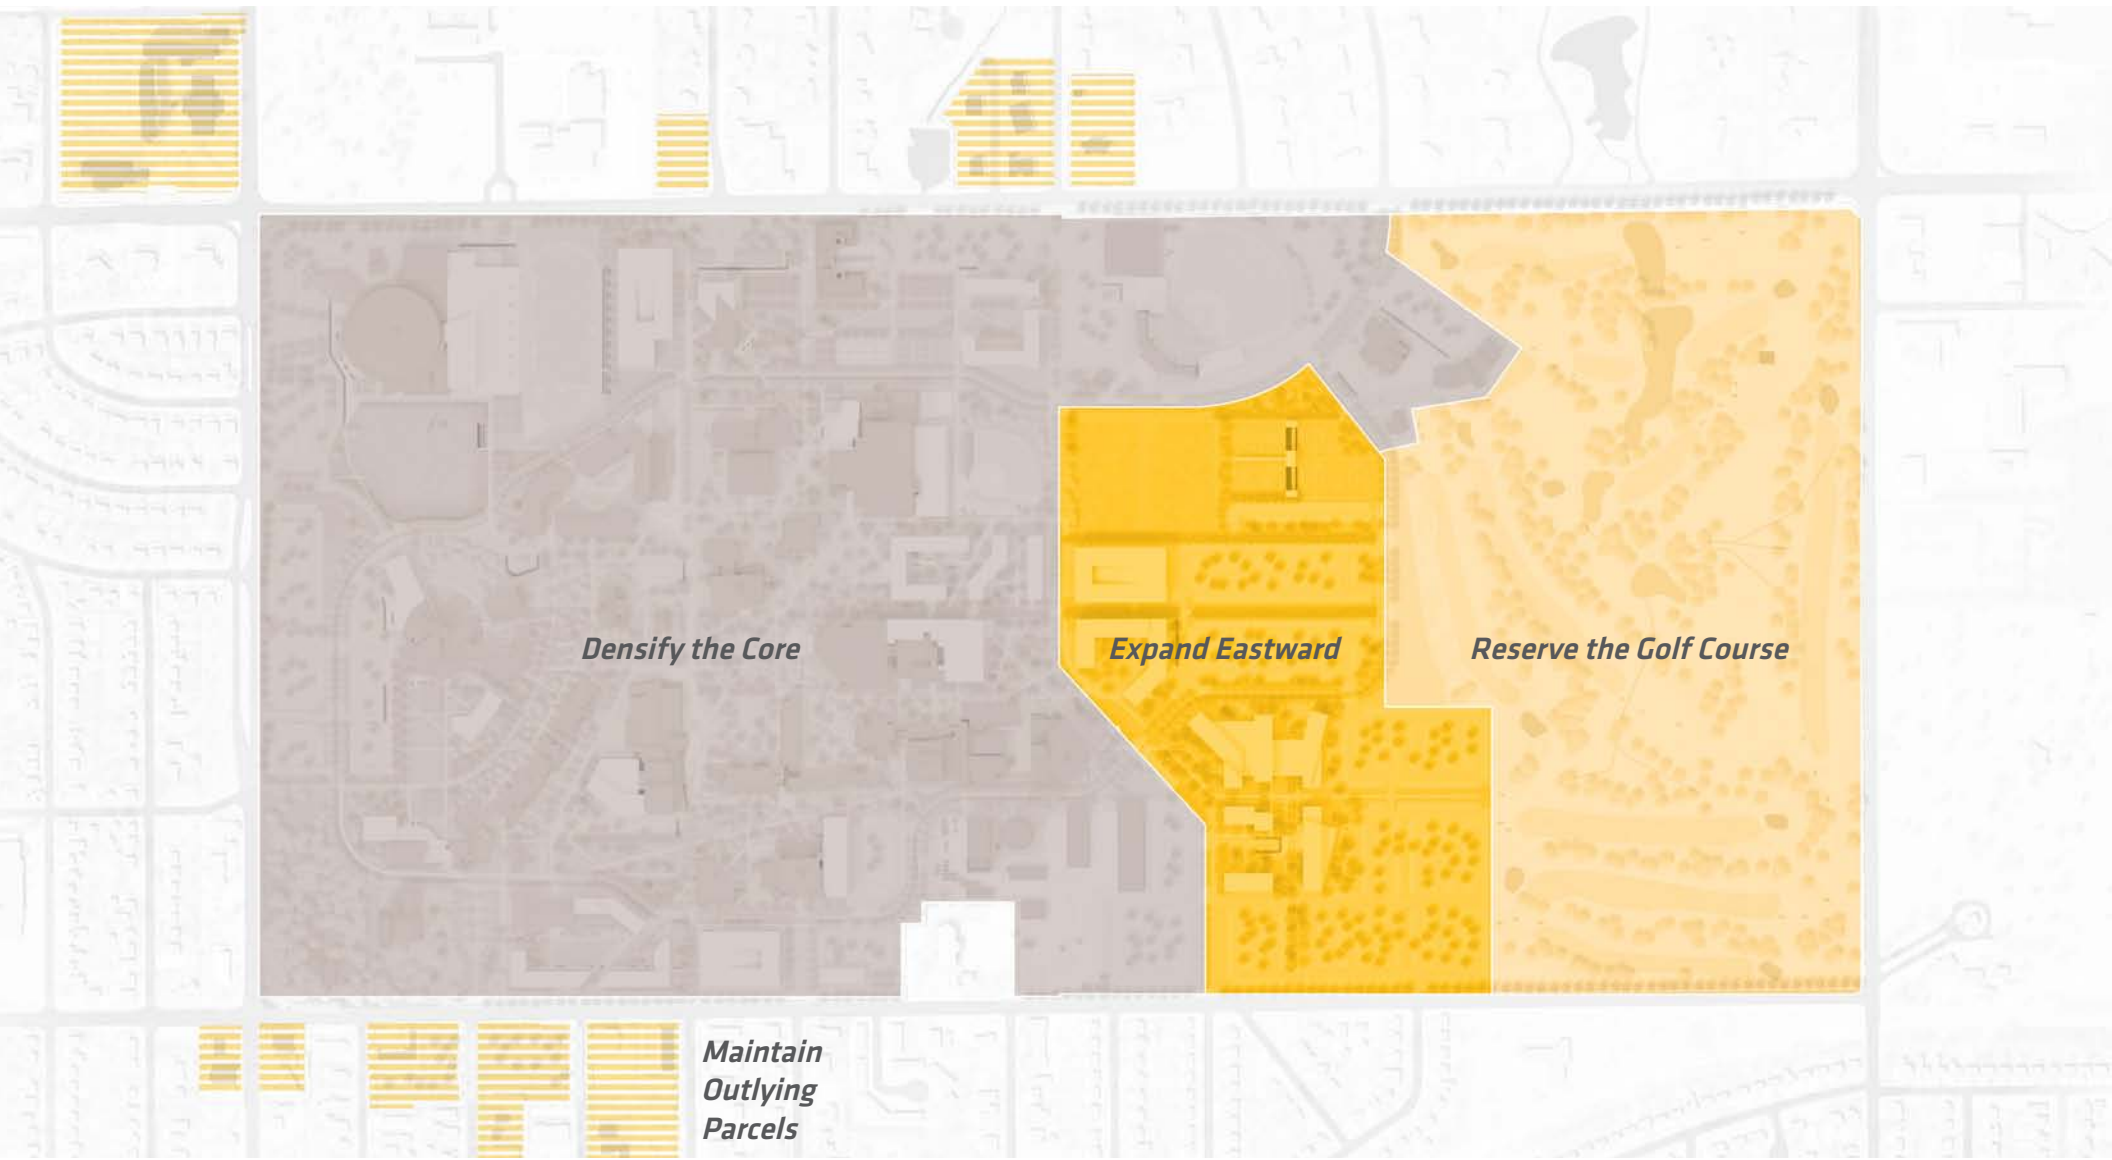 Densify the Core
Expand Eastward
Reserve the Golf Course
Maintain
Outlying
Parcels